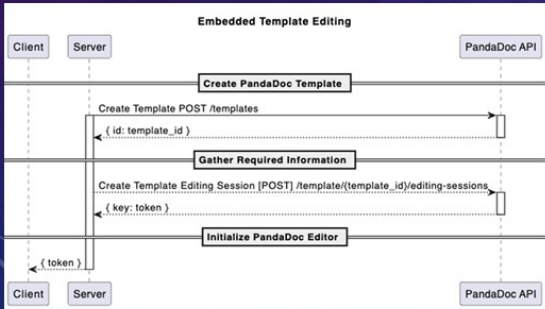 Embedded Template Editing
Client Server PandaDoc API
Create PandaDoc Template
Create Template POST /templates
{ id: template_id }
Gather Required Information
Create Template Editing Session [POST] /template/{template_id}/editing-sessions
{ key: token }
Initialize PandaDoc Editor
{ token }
Client Server PandaDoc API